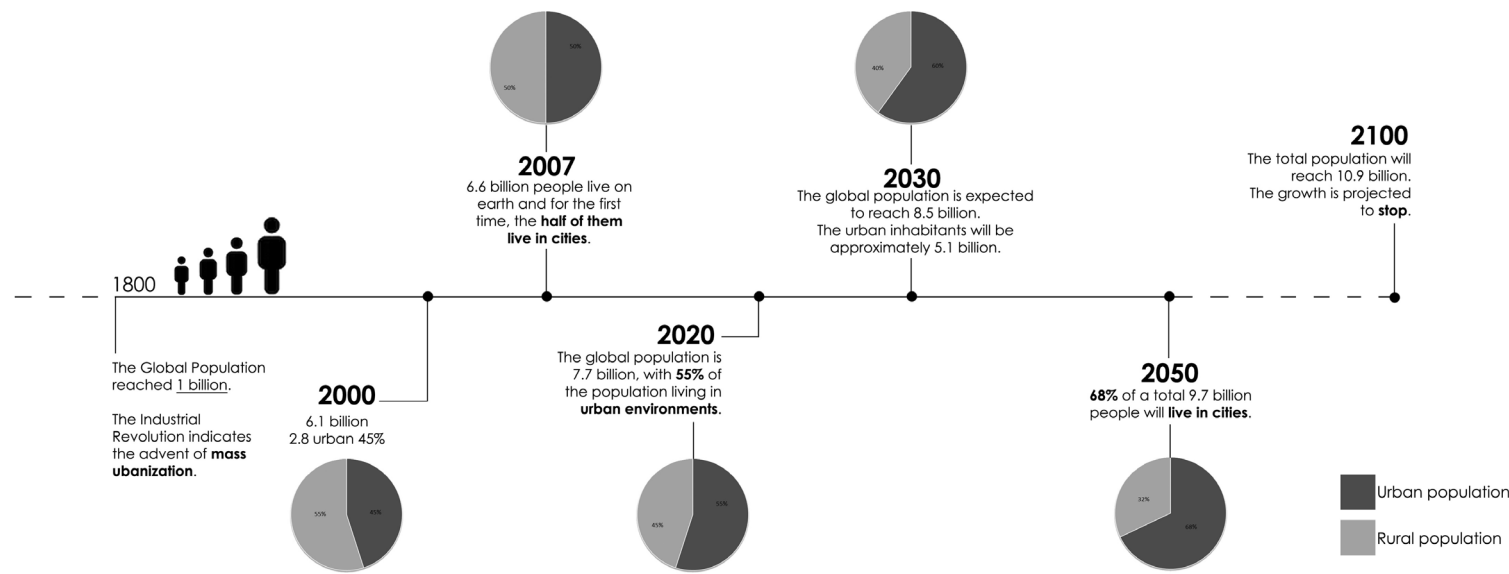 1800
The Global Population
reached 1 billion.
The Industrial
Revolution indicates
the advent of mass
ubanization.
2000
6.1 billion
2.8 urban 45%
55%
45%
50%
50%
2007
6.6 billion people live on
earth and for the first
time, the half of them
live in cities.
2020
The global population is
7.7 billion, with 55% of
the population living in
urban environments.
55%
45%
40%
60%
2030
The global population is expected
to reach 8.5 billion.
The urban inhabitants will be
approximately 5.1 billion.
2050
68% of a total 9.7 billion
people will live in cities.
32%
68%
2100
The total population will
reach 10.9 billion.
The growth is projected
to stop.
Urban population
Rural population